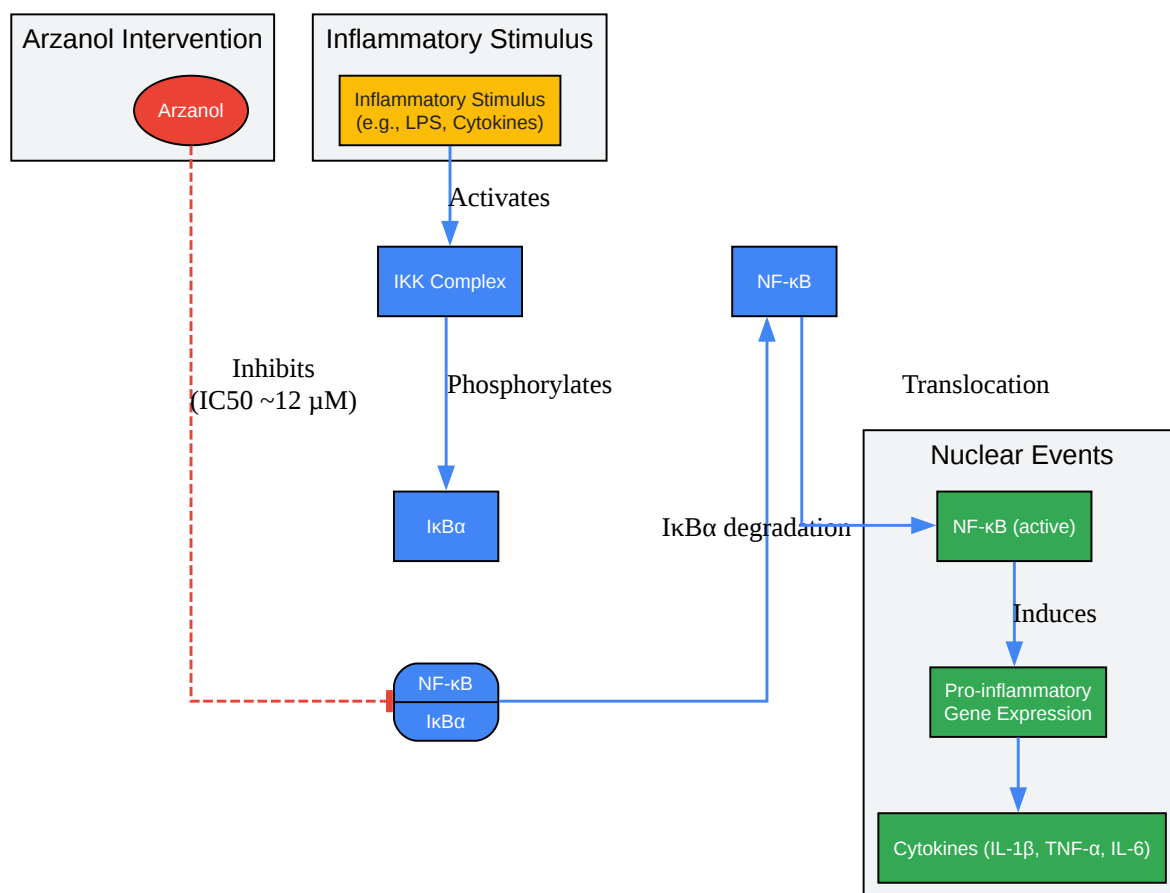 Arzanol Intervention
Inflammatory Stimulus
Arzanol
Inflammatory Stimulus
(e.g., LPS, Cytokines)
Activates
IKK Complex
NF-κB
Inhibits
(IC50 ~12 µM)
Phosphorylates
Translocation
Nuclear Events
IκBα
IκBα degradation
NF-κB (active)
Induces
NF-κB
IκBα
Pro-inflammatory
Gene Expression
Cytokines (IL-1β, TNF-α, IL-6)